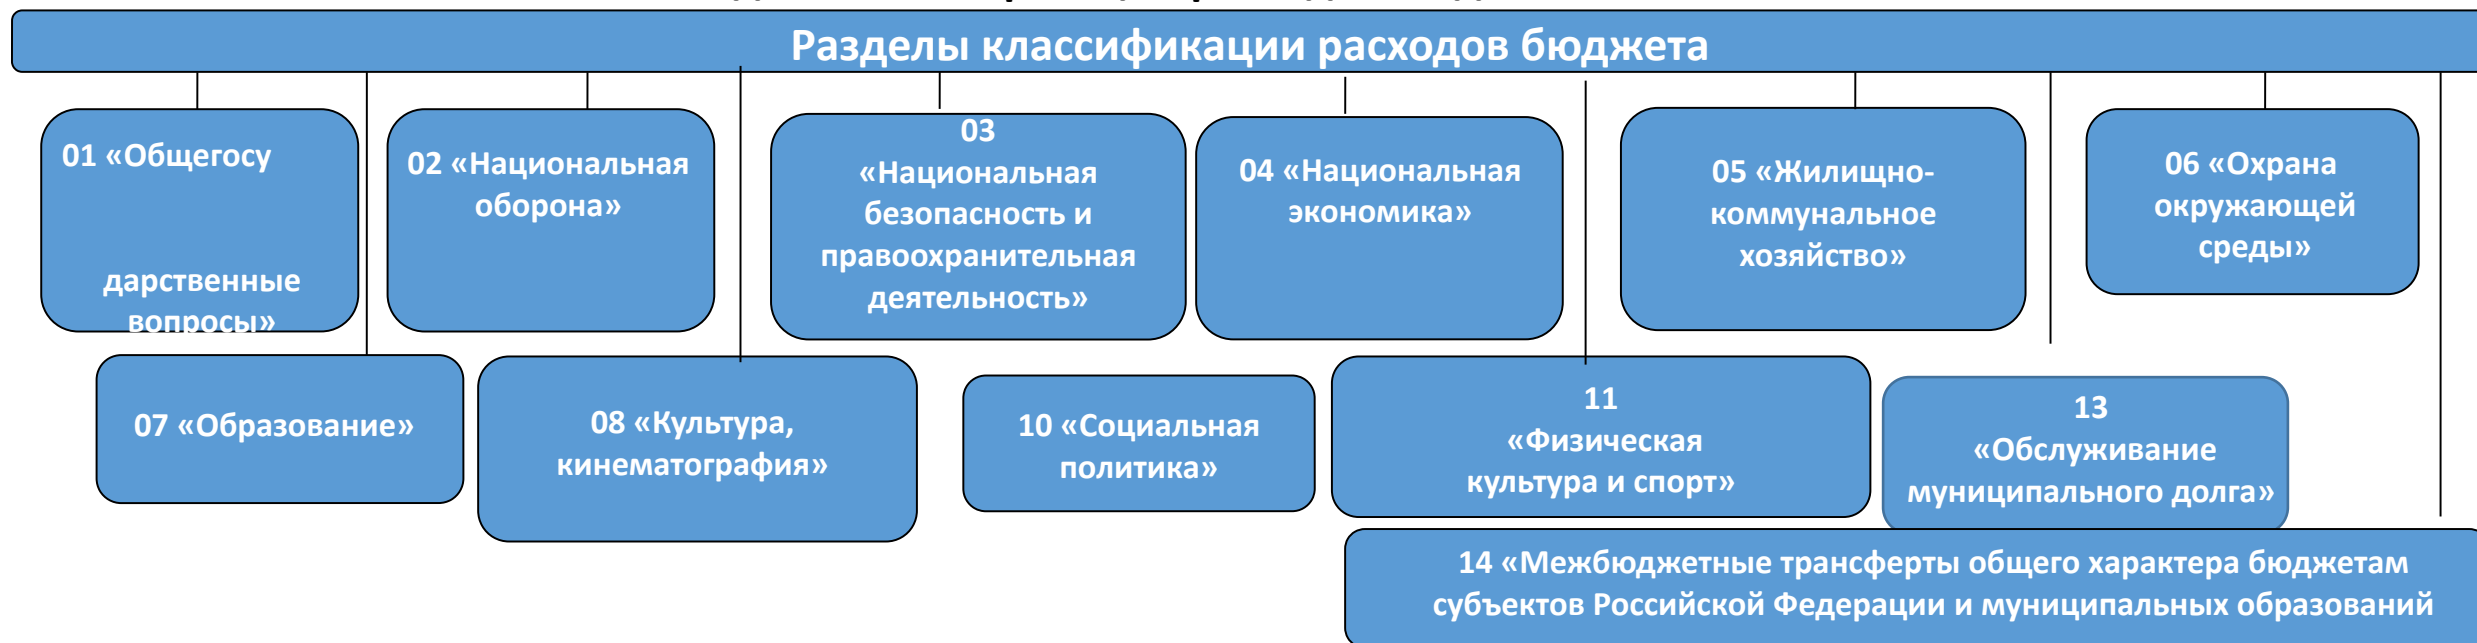 Разделы классификации расходов бюджета
01 «Общегосу
дарственные
вопросы»
02 «Национальная
оборона»
03
«Национальная
безопасность и
правоохранительная
деятельность»
04 «Национальная
экономика»
05 «Жилищно-
коммунальное
хозяйство»
06 «Охрана
окружающей
среды»
07 «Образование»
08 «Культура,
кинематография»
10 «Социальная
политика»
11
«Физическая
культура и спорт»
13
«Обслуживание
муниципального долга»
14 «Межбюджетные трансферты общего характера бюджетам
субъектов Российской Федерации и муниципальных образований